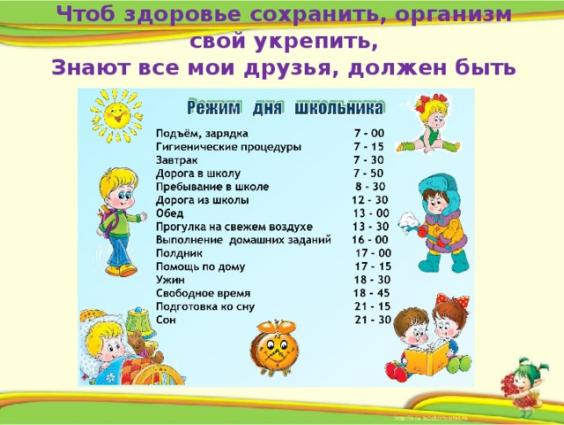 Чтоб здоровье сохранить, организм
свой укрепить,
Знают все мои друзья, должен быть
Режим дня школьника
Подъём, зарядка 7 - 00
Гигиенические процедуры 7 - 15
Завтрак 7 - 30
Дорога в школу 7 - 50
Пребывание в школе 8 - 30
Дорога из школы 12 - 30
Обед 13 - 00
Прогулка на свежем воздухе 13 - 30
Выполнение домашних заданий 16 - 00
Полдник 17 - 00
Помощь по дому 17 - 15
Ужин 18 - 30
Свободное время 18 - 45
Подготовка ко сну 21 - 15
Сон 21 - 30